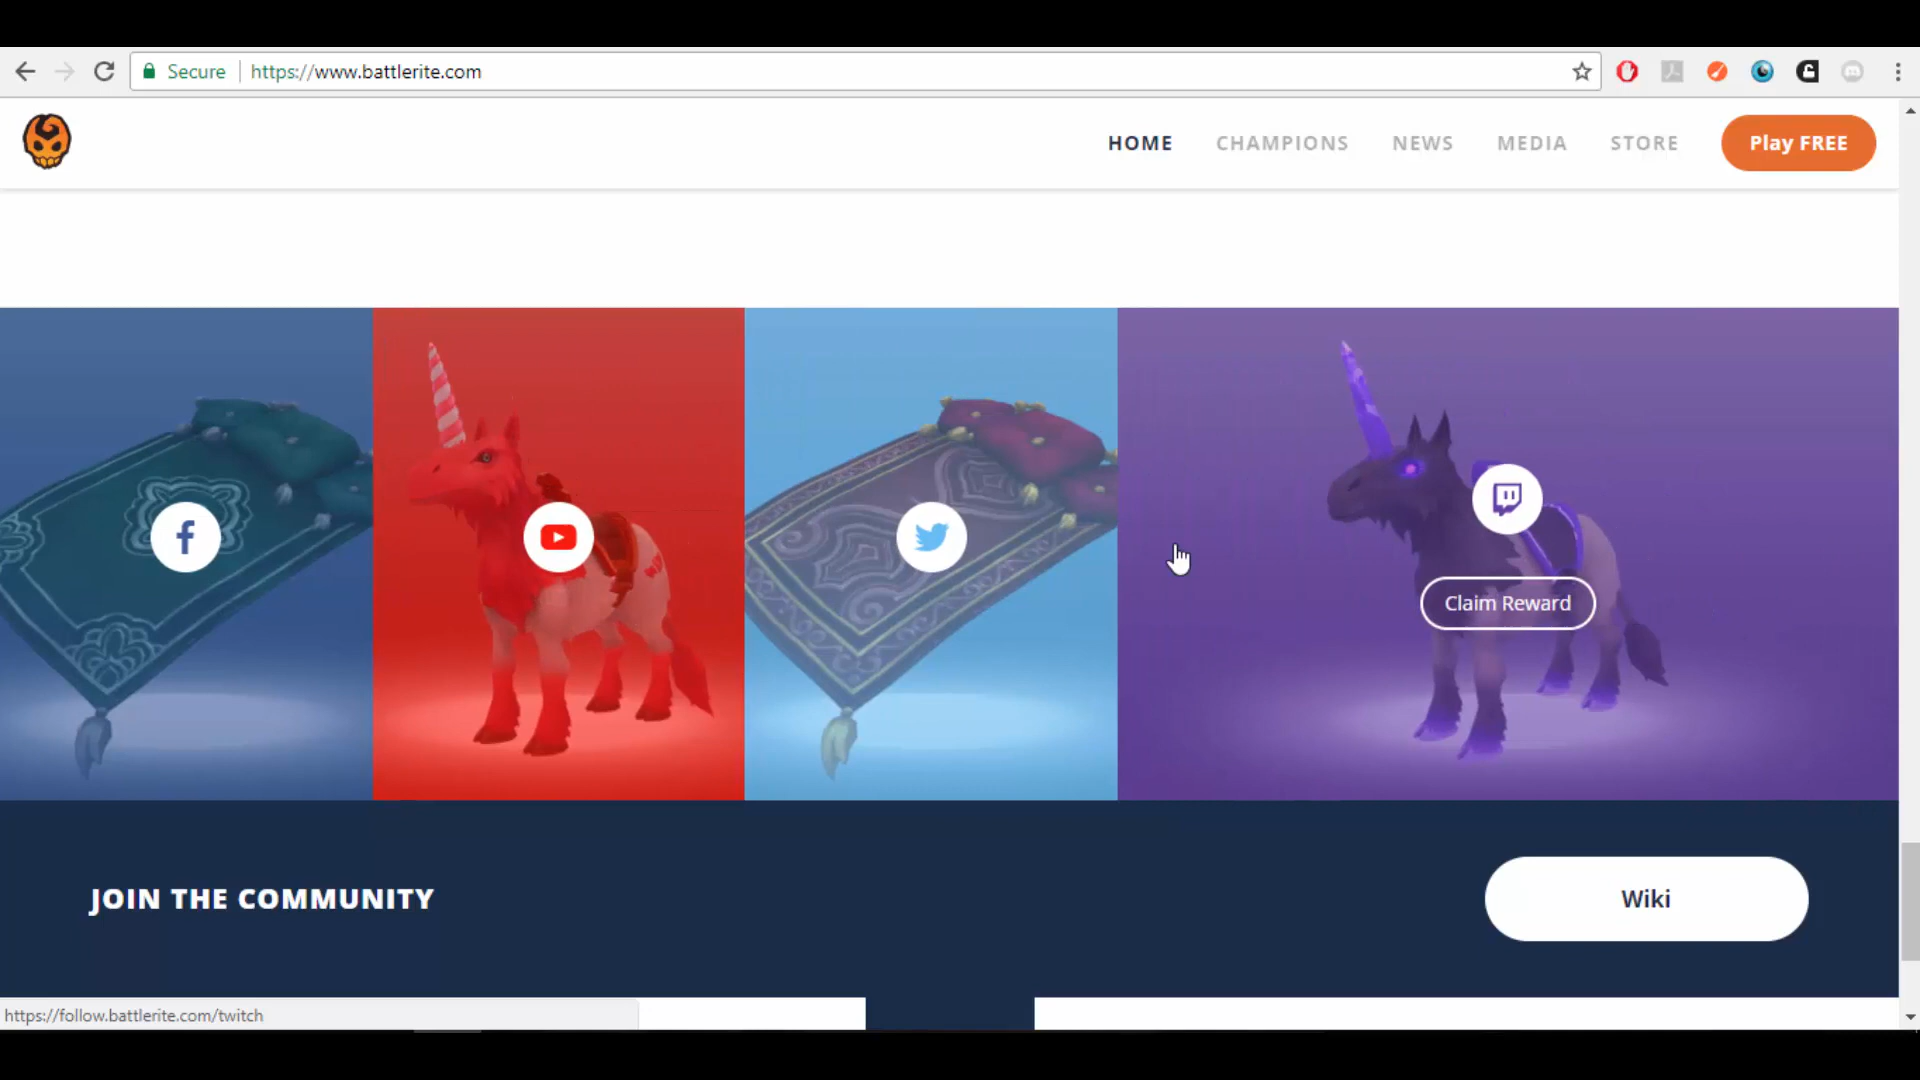 Secure
https://www.battlerite.com
HOME
CHAMPIONS
NEWS
MEDIA
STORE
Play FREE
Claim Reward
JOIN THE COMMUNITY
Wiki
https://follow.battlerite.com/twitch